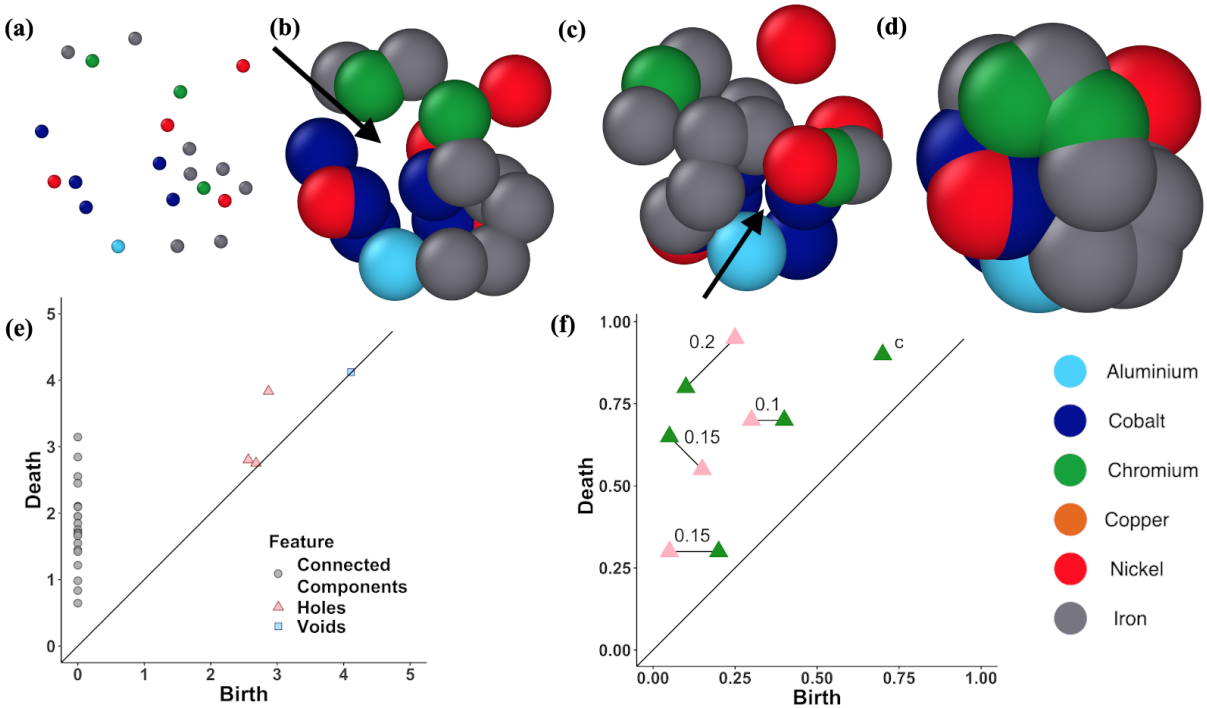 (a)
(b)
(c)
(d)
(e)
5
4
3
2
1
0
Death
0
1
2
3
4
5
Birth
Feature
Connected
Components
Holes
Voids
(f)
1.00
0.75
0.50
0.25
0.00
Death
0.2
c
0.1
0.15
0.15
0.00
0.25
0.50
0.75
1.00
Birth
Aluminium
Cobalt
Chromium
Copper
Nickel
Iron